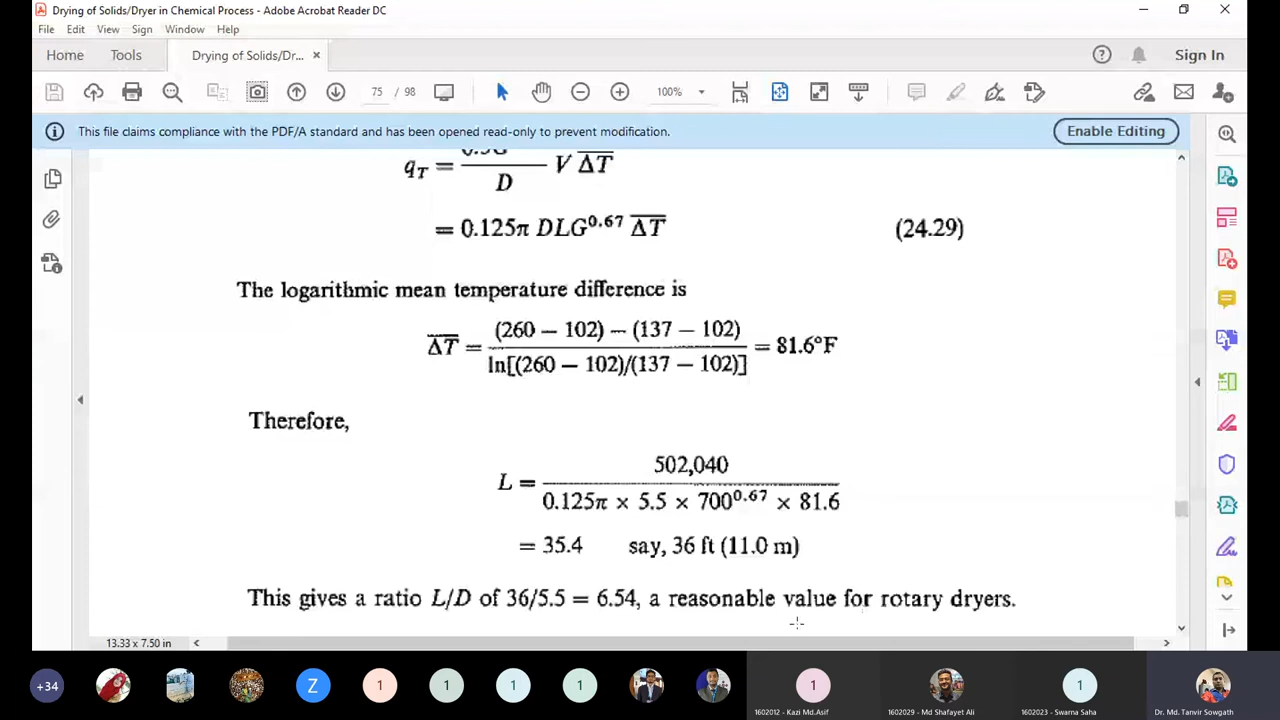 Drying of Solids/Dryer in Chemical Process - Adobe Acrobat Reader DC
File Edit View Sign Window Help
Home Tools Drying of Solids/Dr... × Sign In
75 / 98 100%
This file claims compliance with the PDF/A standard and has been opened read-only to prevent modification. Enable Editing
q_T = ——— V ΔT̅
D
= 0.125π DLG^0.67 ΔT̅ (24.29)
The logarithmic mean temperature difference is
ΔT̅ = (260 − 102) − (137 − 102) / ln[(260 − 102)/(137 − 102)] = 81.6°F
Therefore,
L = 502,040 / 0.125π × 5.5 × 700^0.67 × 81.6
= 35.4 say, 36 ft (11.0 m)
This gives a ratio L/D of 36/5.5 = 6.54, a reasonable value for rotary dryers.
13.33 x 7.50 in
+34 Z 1 1 1 1 1 1
1602012 - Kazi Md.Asif 1602029 - Md Shafayet Ali 1602023 - Swarna Saha Dr. Md. Tanvir Sowgath